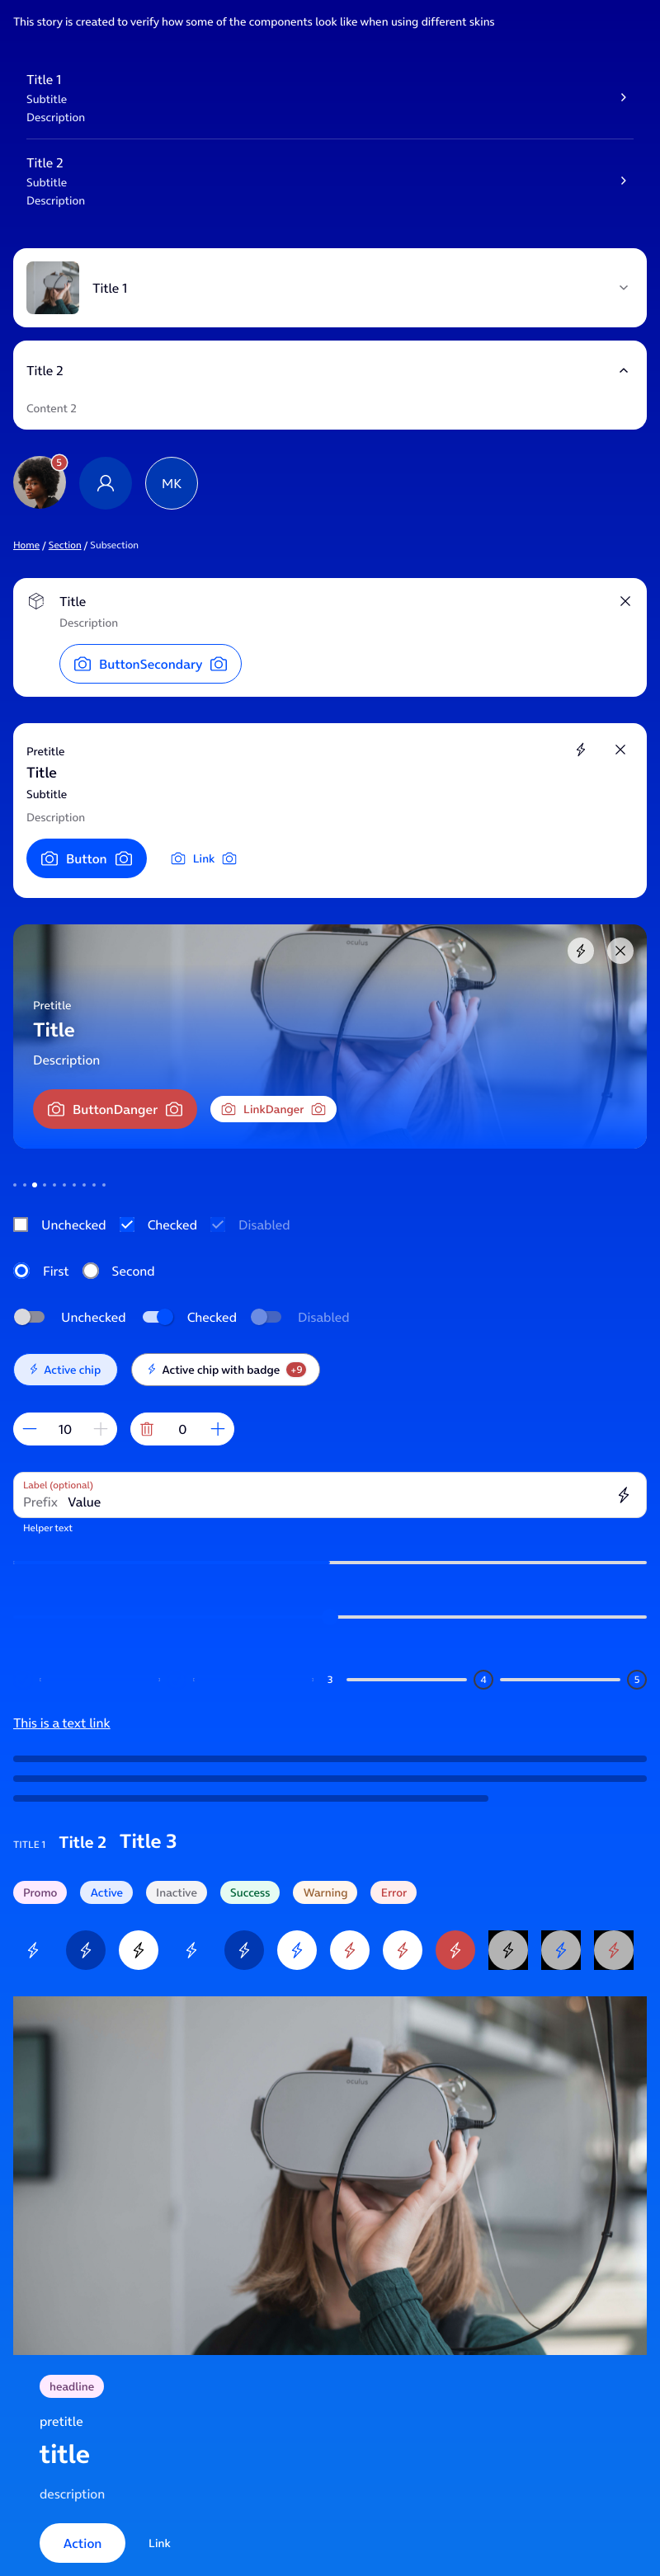 This story is created to verify how some of the components look like when using different skins
Title 1
Subtitle
Description
Title 2
Subtitle
Description
Title 1
Title 2
Content 2
5
MK
Home / Section / Subsection
Title
Description
ButtonSecondary
Pretitle
Title
Subtitle
Description
Button Link
oculus
Pretitle
Title
Description
ButtonDanger LinkDanger
Unchecked Checked Disabled
First Second
Unchecked Checked Disabled
Active chip Active chip with badge +9
10 0
Label (optional)
Prefix Value
Helper text
3 4 5
This is a text link
TITLE 1 Title 2 Title 3
Promo Active Inactive Success Warning Error
oculus
headline
pretitle
title
description
Action Link